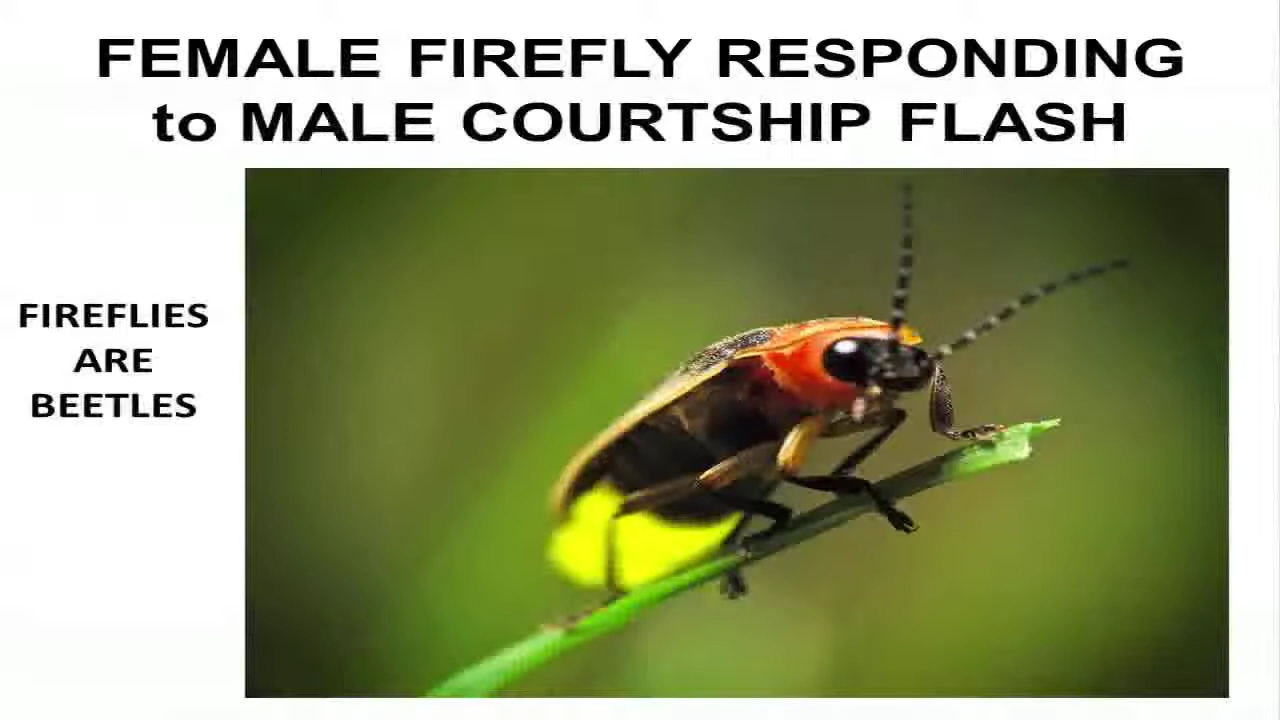 FEMALE FIREFLY RESPONDING
to MALE COURTSHIP FLASH
FIREFLIES
ARE
BEETLES